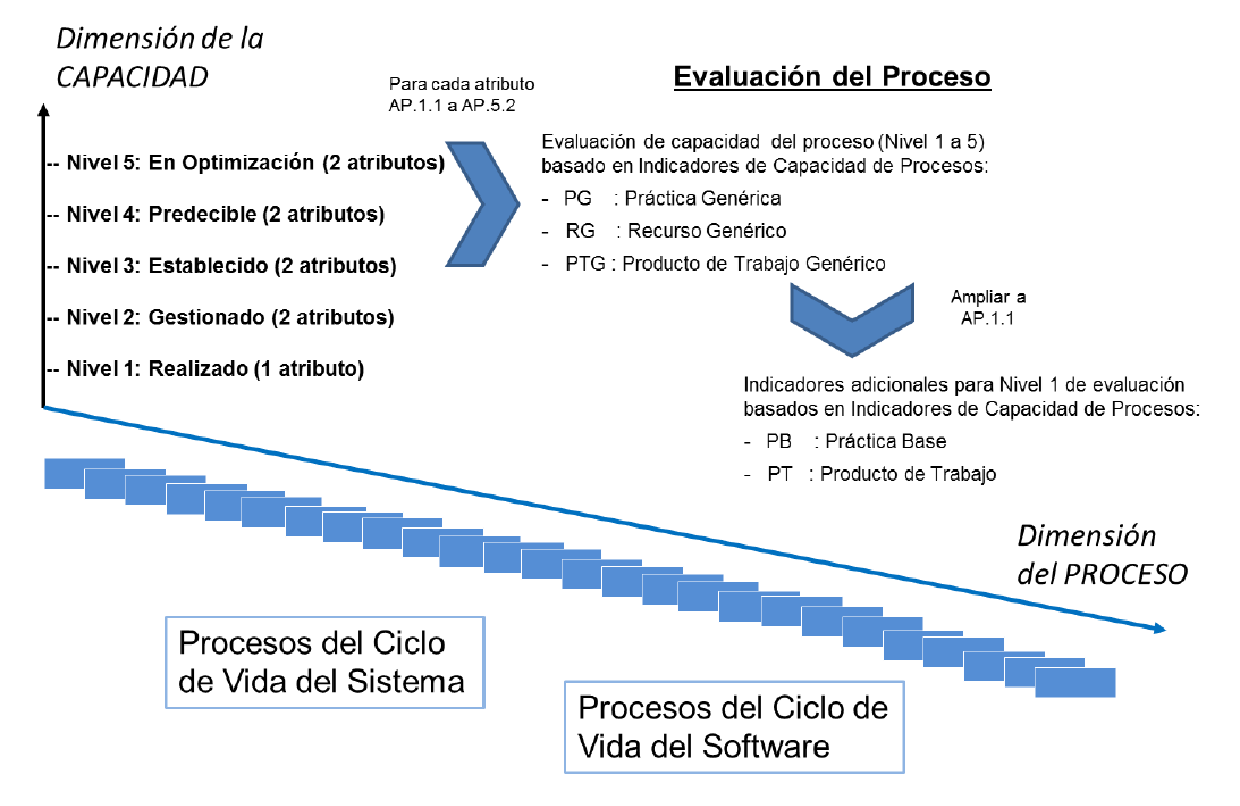 Dimensión de la
CAPACIDAD
Para cada atributo
AP.1.1 a AP.5.2
Evaluación del Proceso
-- Nivel 5: En Optimización (2 atributos)
-- Nivel 4: Predecible (2 atributos)
-- Nivel 3: Establecido (2 atributos)
-- Nivel 2: Gestionado (2 atributos)
-- Nivel 1: Realizado (1 atributo)
Evaluación de capacidad del proceso (Nivel 1 a 5)
basado en Indicadores de Capacidad de Procesos:
- PG : Práctica Genérica
- RG : Recurso Genérico
- PTG : Producto de Trabajo Genérico
Ampliar a
AP.1.1
Indicadores adicionales para Nivel 1 de evaluación
basados en Indicadores de Capacidad de Procesos:
- PB : Práctica Base
- PT : Producto de Trabajo
Dimensión
del PROCESO
Procesos del Ciclo
de Vida del Sistema
Procesos del Ciclo de
Vida del Software